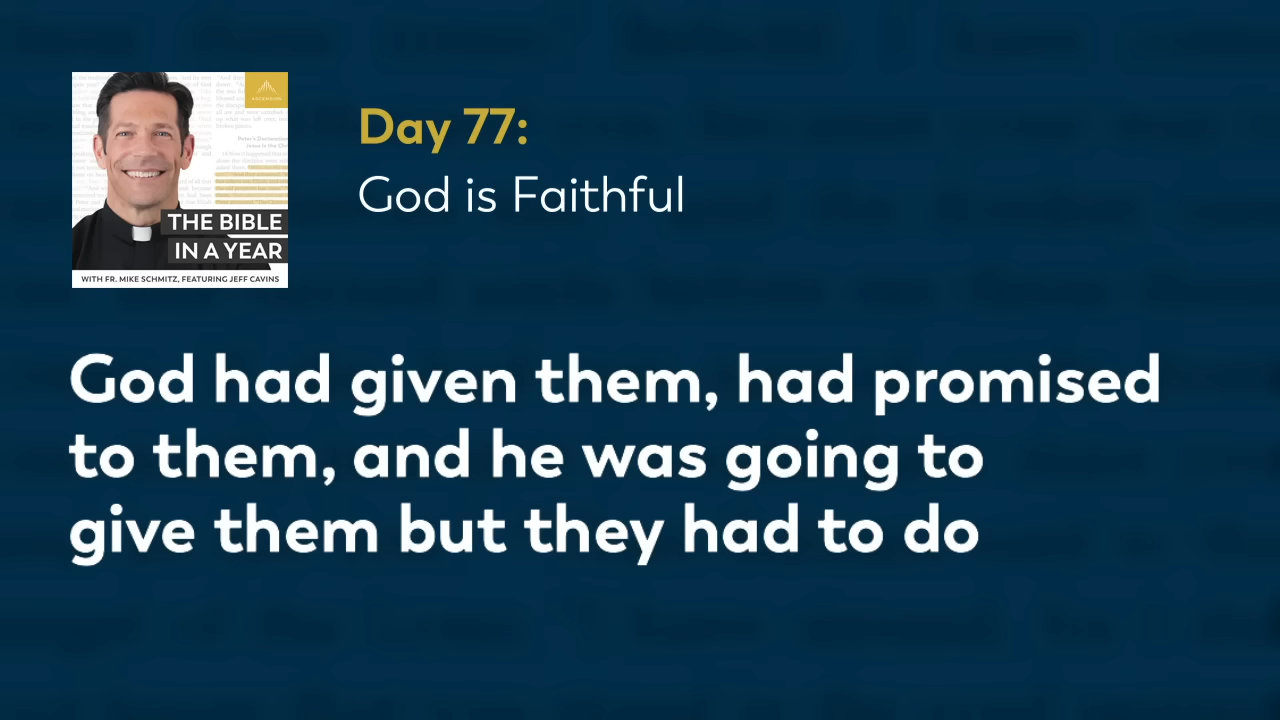 Day 77:
God is Faithful
THE BIBLE
IN A YEAR
WITH FR. MIKE SCHMITZ, FEATURING JEFF CAVINS
God had given them, had promised
to them, and he was going to
give them but they had to do